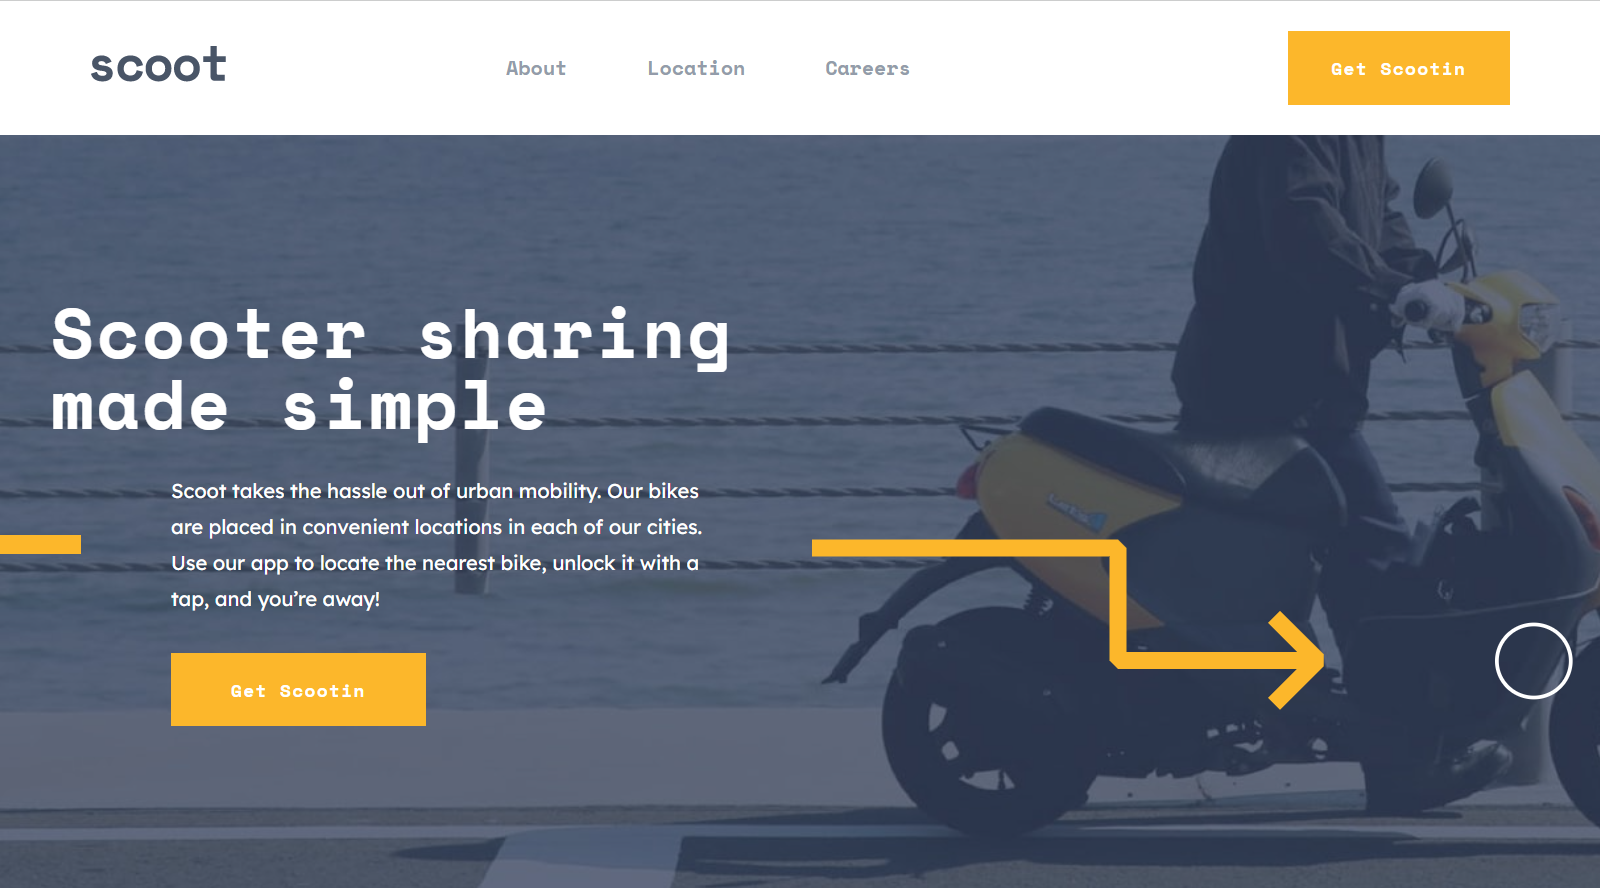 scoot
About
Location
Careers
Get Scootin
Scooter sharing
made simple
Scoot takes the hassle out of urban mobility. Our bikes
are placed in convenient locations in each of our cities.
Use our app to locate the nearest bike, unlock it with a
tap, and you’re away!
Get Scootin